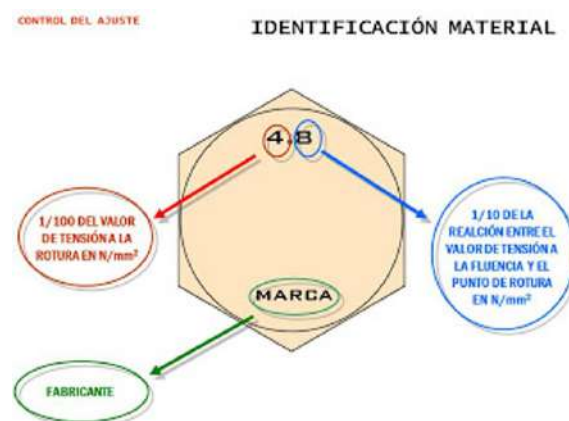 CONTROL DEL AJUSTE
IDENTIFICACIÓN MATERIAL
4.8
1/100 DEL VALOR
DE TENSIÓN A LA
ROTURA EN N/mm²
1/10 DE LA
REALCIÓN ENTRE EL
VALOR DE TENSIÓN A
LA FLUENCIA Y EL
PUNTO DE ROTURA
EN N/mm²
MARCA
FABRICANTE